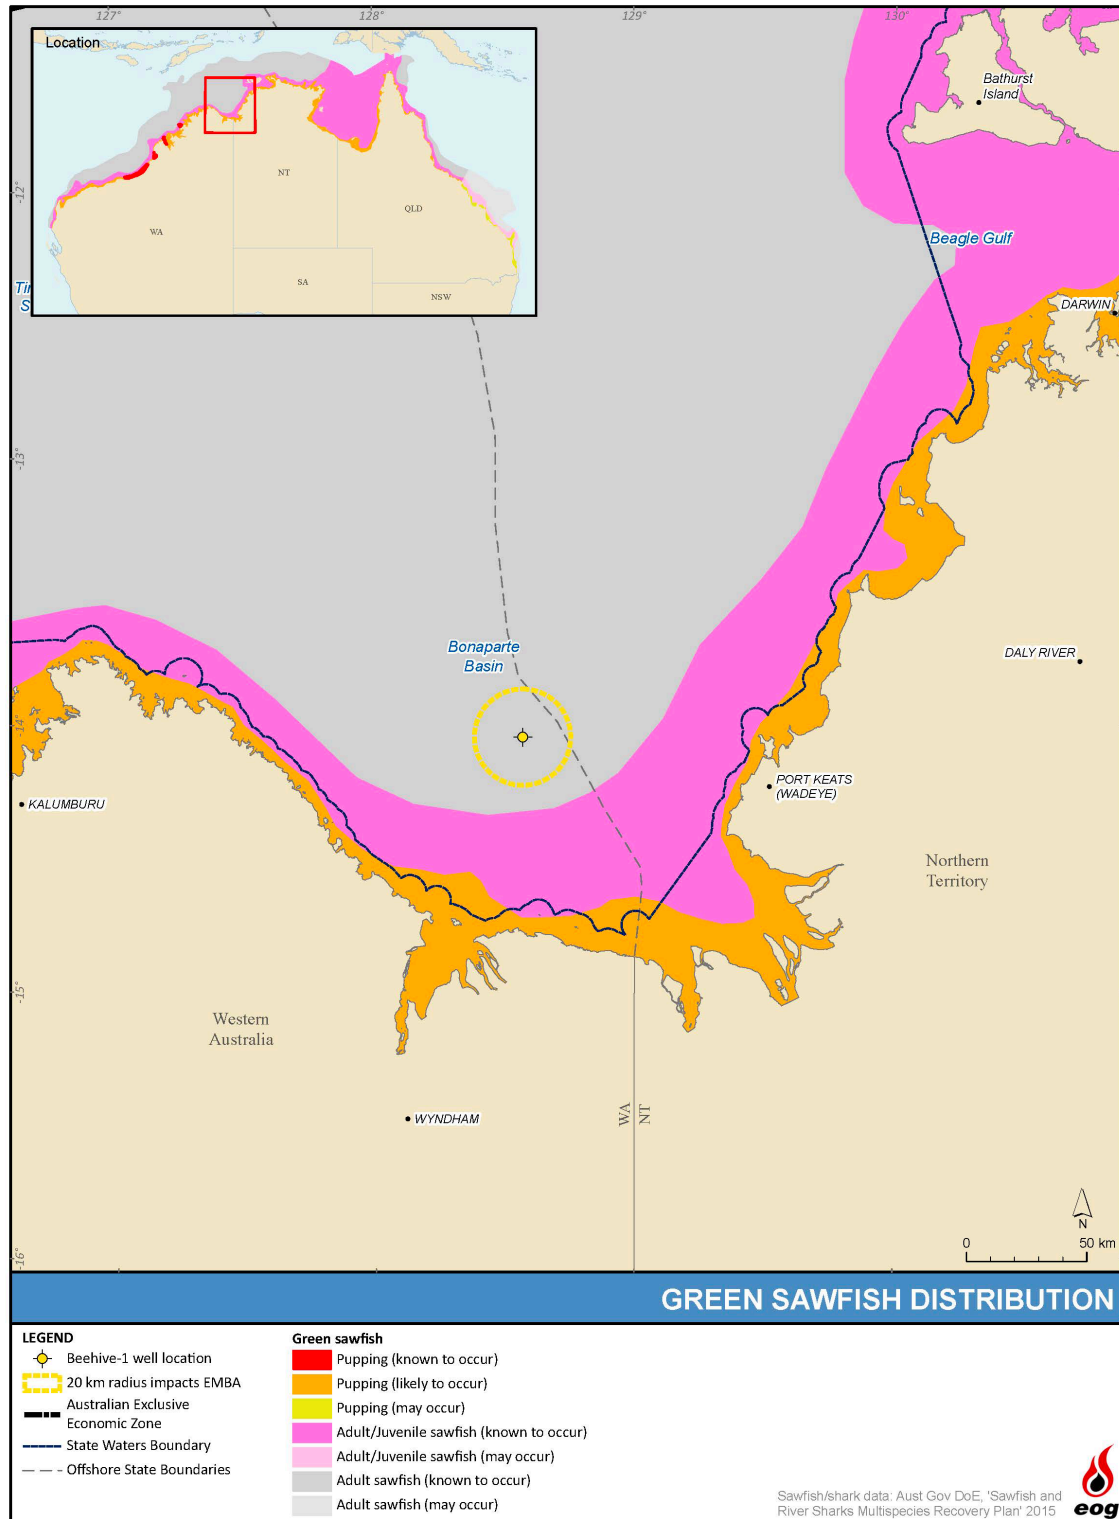 127°
128°
129°
130°
Location
NT
QLD
WA
SA
NSW
Bathurst
Island
-12°
Beagle Gulf
DARWIN
-13°
Bonaparte
Basin
DALY RIVER
-14°
PORT KEATS
(WADEYE)
KALUMBURU
Northern
Territory
-15°
Western
Australia
WYNDHAM
WA
NT
N
0
50 km
-16°
GREEN SAWFISH DISTRIBUTION
LEGEND
Beehive-1 well location
20 km radius impacts EMBA
Australian Exclusive
Economic Zone
State Waters Boundary
Offshore State Boundaries
Green sawfish
Pupping (known to occur)
Pupping (likely to occur)
Pupping (may occur)
Adult/Juvenile sawfish (known to occur)
Adult/Juvenile sawfish (may occur)
Adult sawfish (known to occur)
Adult sawfish (may occur)
Sawfish/shark data: Aust Gov DoE, 'Sawfish and
River Sharks Multispecies Recovery Plan' 2015
eog